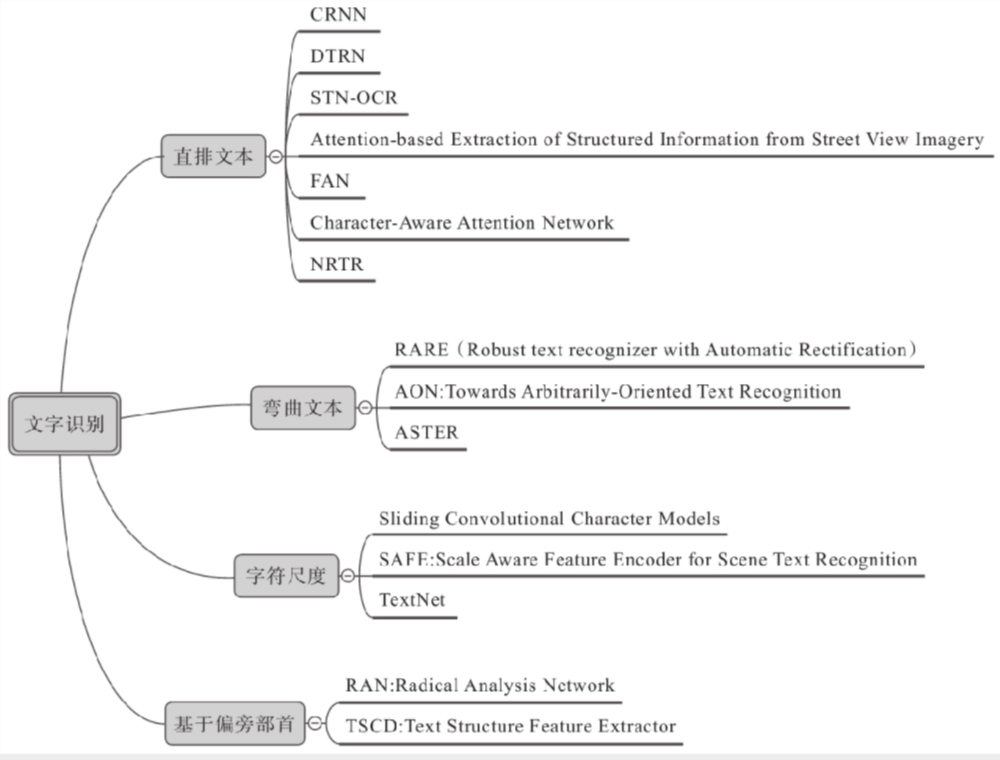 文字识别
直排文本
CRNN
DTRN
STN-OCR
Attention-based Extraction of Structured Information from Street View Imagery
FAN
Character-Aware Attention Network
NRTR
弯曲文本
RARE（Robust text recognizer with Automatic Rectification）
AON:Towards Arbitrarily-Oriented Text Recognition
ASTER
字符尺度
Sliding Convolutional Character Models
SAFE:Scale Aware Feature Encoder for Scene Text Recognition
TextNet
基于偏旁部首
RAN:Radical Analysis Network
TSCD:Text Structure Feature Extractor